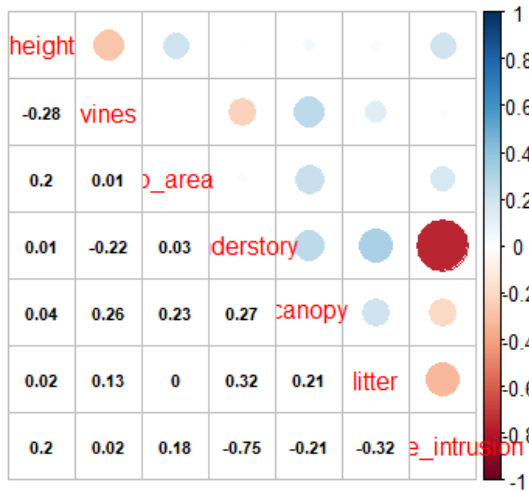 height
-0.28 vines
0.2 0.01 o_area
0.01 -0.22 0.03 derstory
0.04 0.26 0.23 0.27 canopy
0.02 0.13 0 0.32 0.21 litter
0.2 0.02 0.18 -0.75 -0.21 -0.32 e_intrusion
1
0.8
0.6
0.4
0.2
0
-0.2
-0.4
-0.6
-0.8
-1